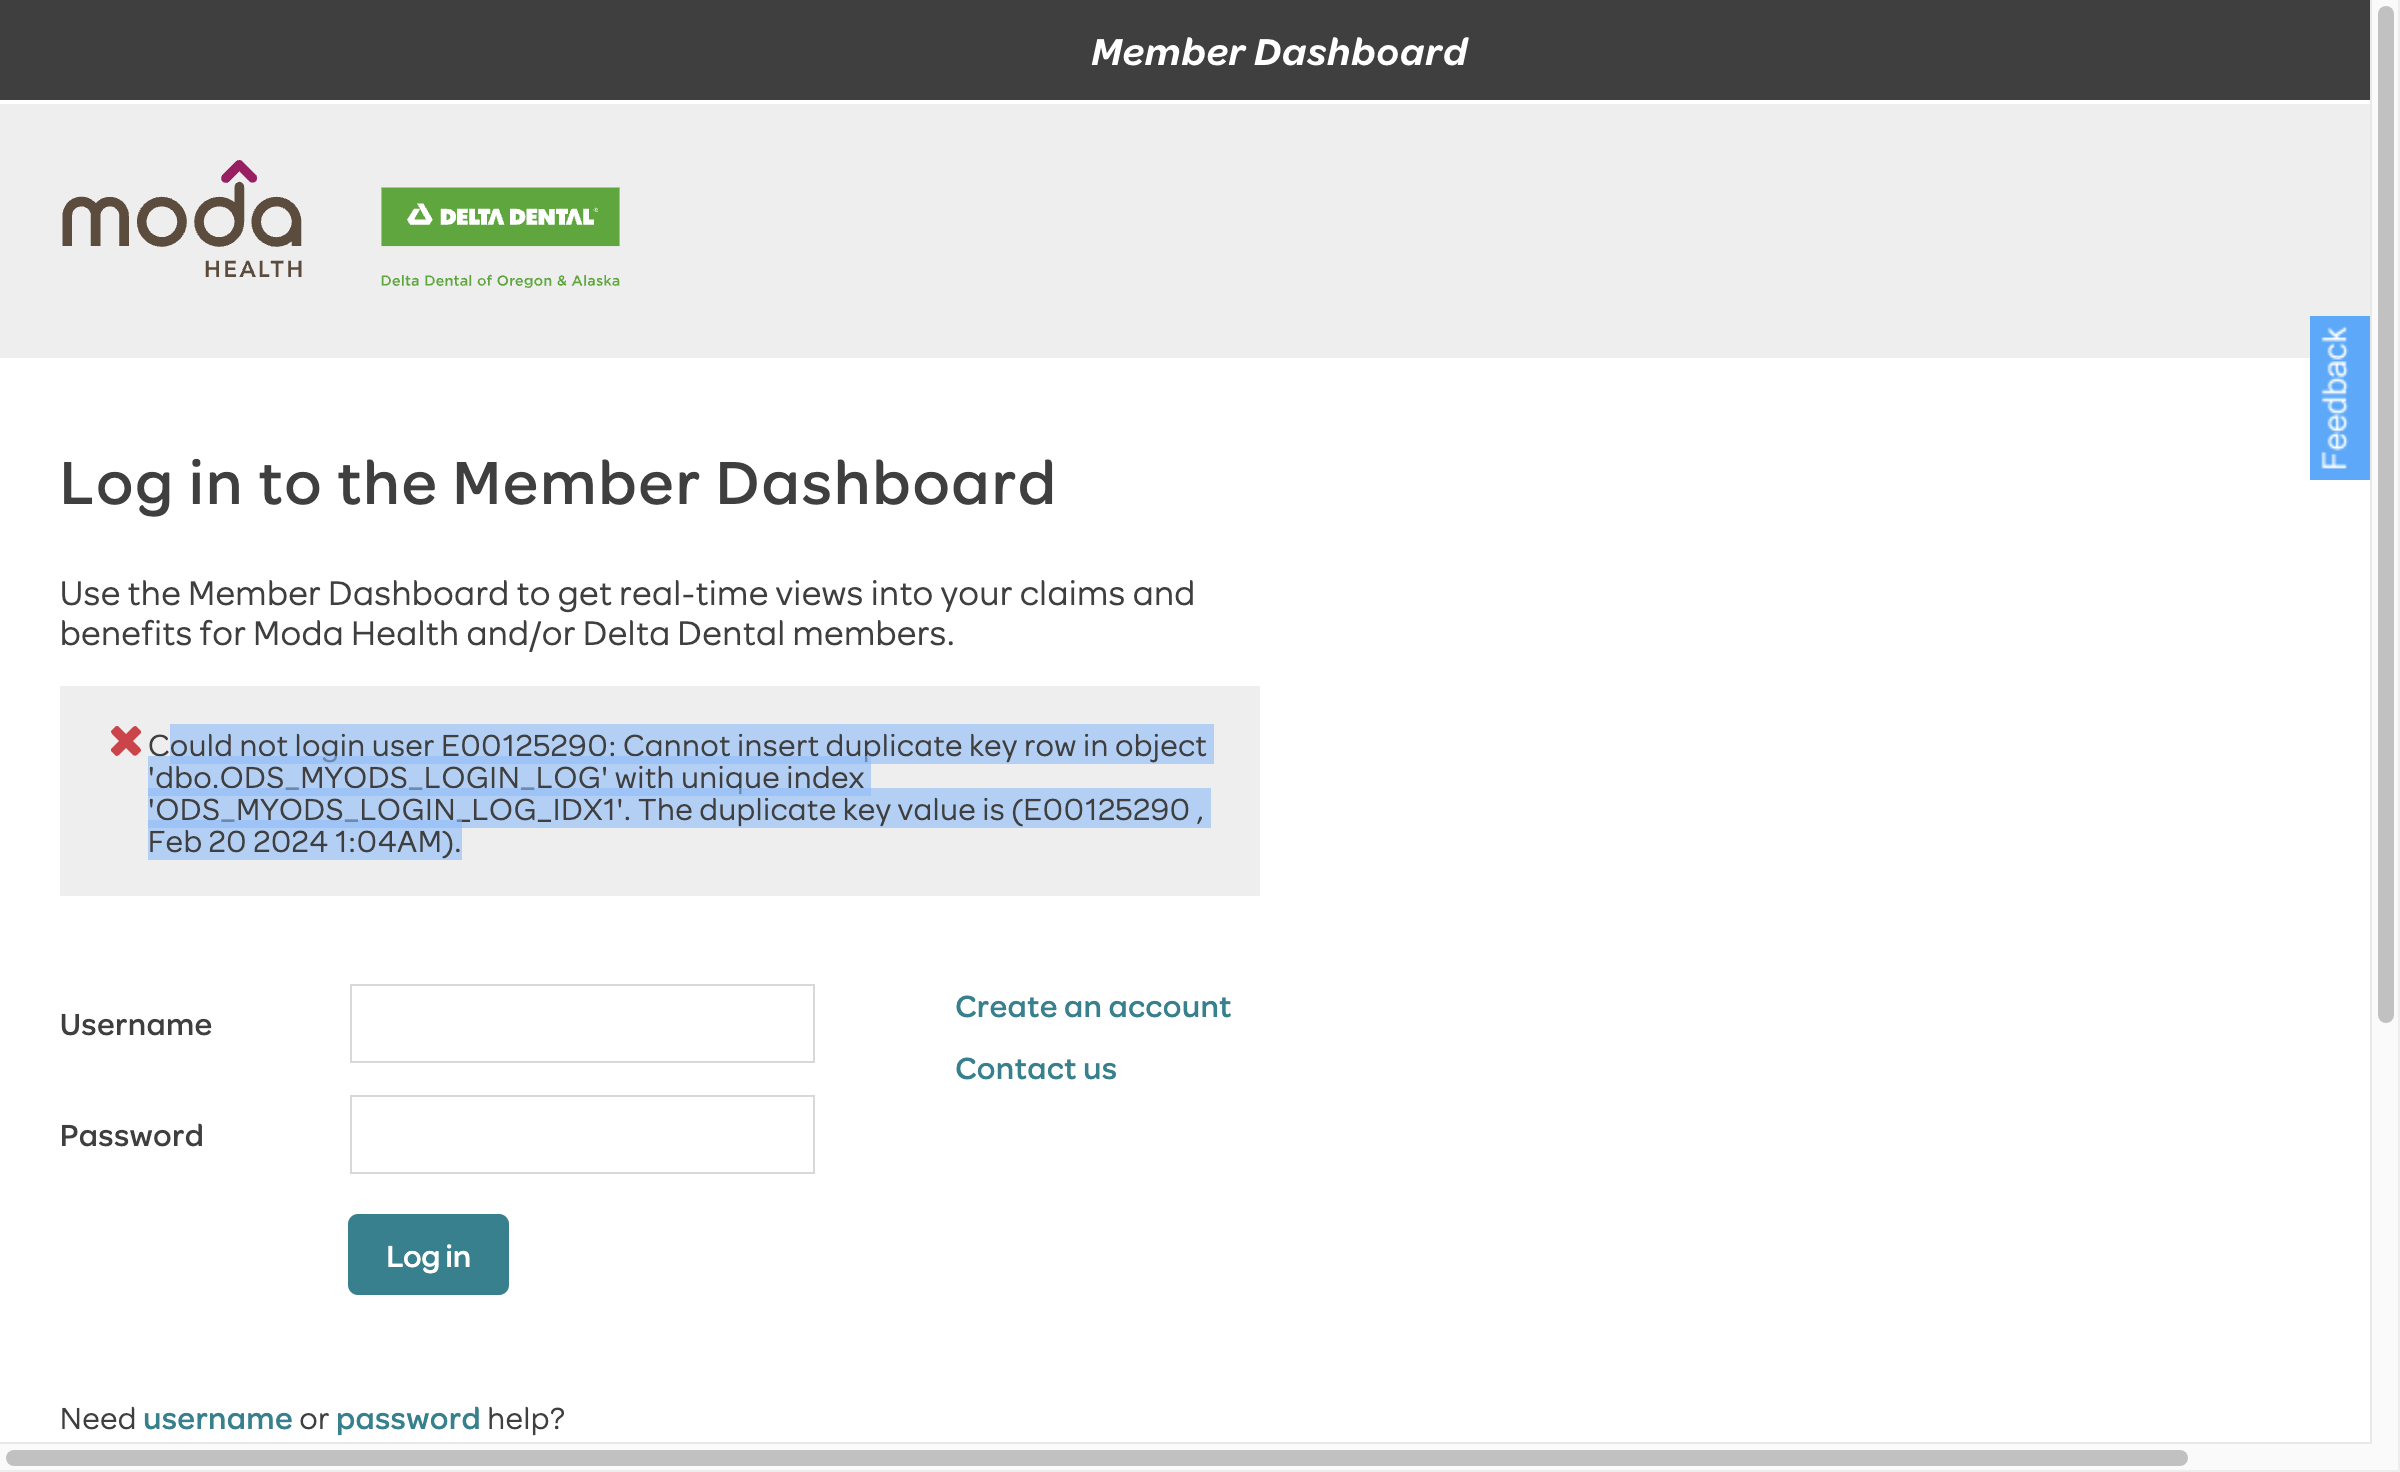 Member Dashboard
moda
HEALTH
DELTA DENTAL®
Delta Dental of Oregon & Alaska
Feedback
Log in to the Member Dashboard
Use the Member Dashboard to get real-time views into your claims and
benefits for Moda Health and/or Delta Dental members.
Could not login user E00125290: Cannot insert duplicate key row in object
'dbo.ODS_MYODS_LOGIN_LOG' with unique index
'ODS_MYODS_LOGIN_LOG_IDX1'. The duplicate key value is (E00125290 ,
Feb 20 2024 1:04AM).
Username
Create an account
Contact us
Password
Log in
Need username or password help?